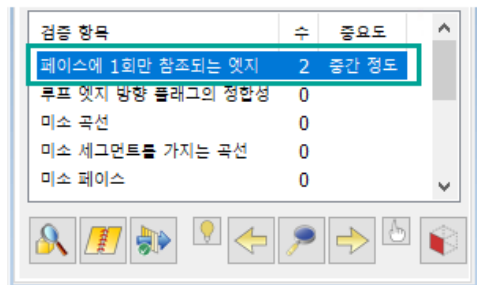 검증 항목 수 중요도
페이스에 1회만 참조되는 엣지 2 중간 정도
루프 엣지 방향 플래그의 정합성 0
미소 곡선 0
미소 세그먼트를 가지는 곡선 0
미소 페이스 0